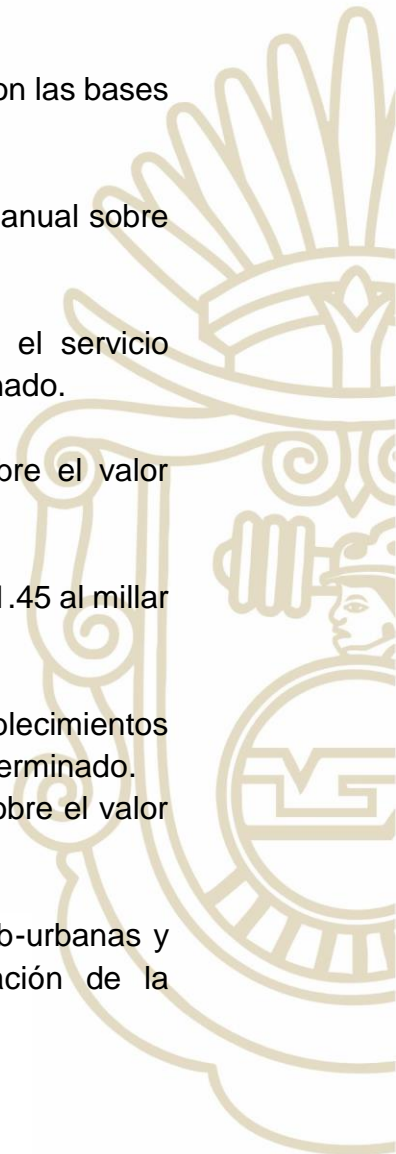 on las bases
anual sobre
el servicio
nado.
bre el valor
1.45 al millar
olecimientos
erminado.
obre el valor
b-urbanas y
ación de la